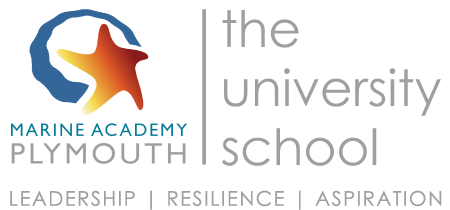 MARINE ACADEMY
PLYMOUTH
the
university
school
LEADERSHIP | RESILIENCE | ASPIRATION